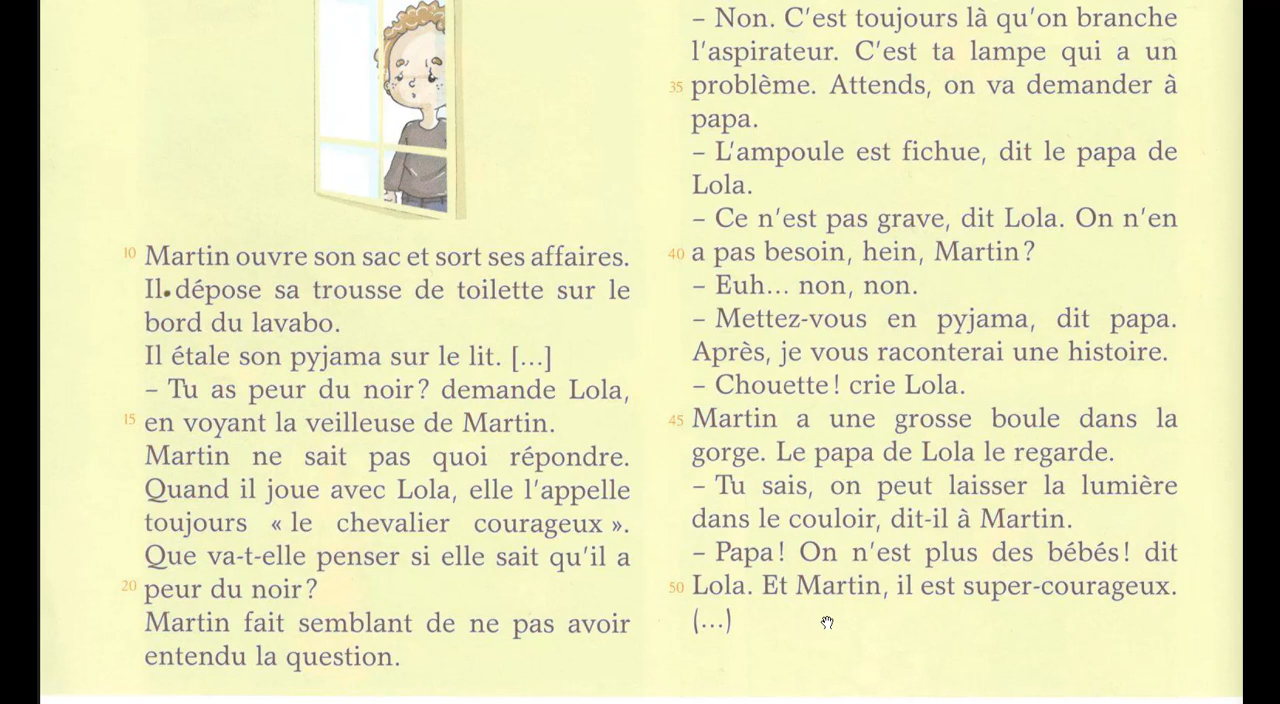 10 Martin ouvre son sac et sort ses affaires.
Il dépose sa trousse de toilette sur le
bord du lavabo.
Il étale son pyjama sur le lit. [...]
– Tu as peur du noir ? demande Lola,
15 en voyant la veilleuse de Martin.
Martin ne sait pas quoi répondre.
Quand il joue avec Lola, elle l'appelle
toujours « le chevalier courageux ».
Que va-t-elle penser si elle sait qu'il a
20 peur du noir ?
Martin fait semblant de ne pas avoir
entendu la question.
– Non. C'est toujours là qu'on branche
l'aspirateur. C'est ta lampe qui a un
35 problème. Attends, on va demander à
papa.
– L'ampoule est fichue, dit le papa de
Lola.
– Ce n'est pas grave, dit Lola. On n'en
40 a pas besoin, hein, Martin ?
– Euh... non, non.
– Mettez-vous en pyjama, dit papa.
Après, je vous raconterai une histoire.
– Chouette ! crie Lola.
45 Martin a une grosse boule dans la
gorge. Le papa de Lola le regarde.
– Tu sais, on peut laisser la lumière
dans le couloir, dit-il à Martin.
– Papa ! On n'est plus des bébés ! dit
50 Lola. Et Martin, il est super-courageux.
(...)